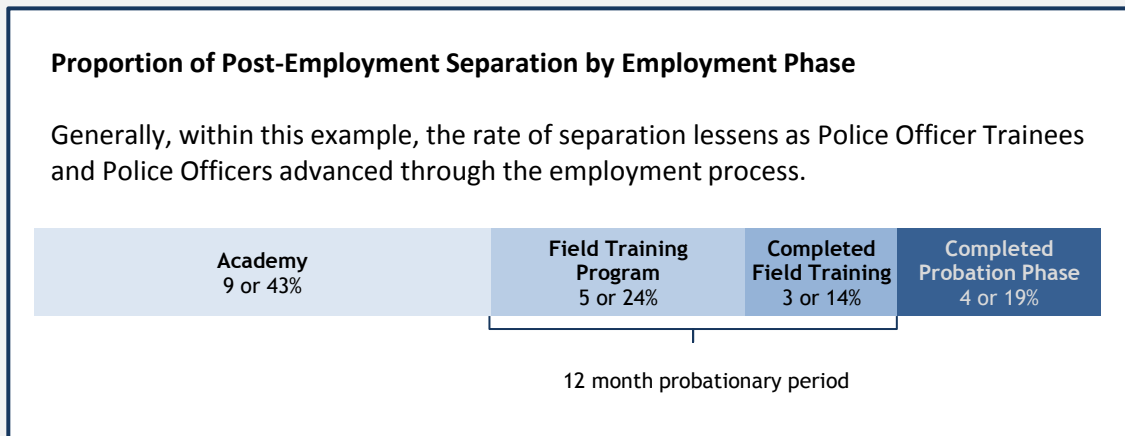 Proportion of Post-Employment Separation by Employment Phase
Generally, within this example, the rate of separation lessens as Police Officer Trainees
and Police Officers advanced through the employment process.
Academy
9 or 43%
Field Training
Program
5 or 24%
Completed
Field Training
3 or 14%
Completed
Probation Phase
4 or 19%
12 month probationary period